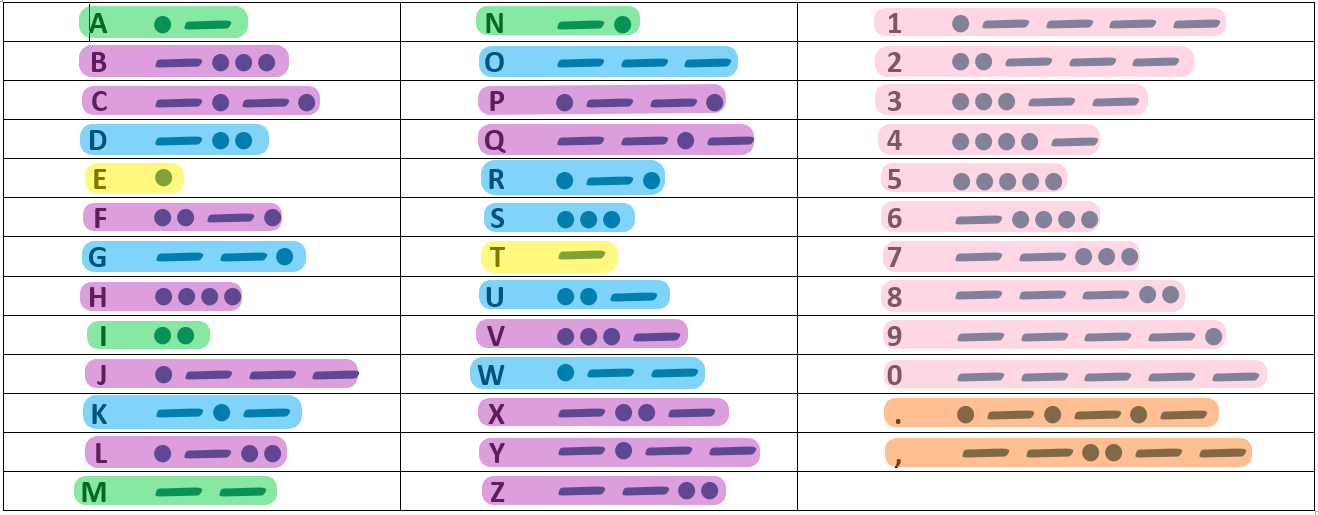 A ● — N — ● 1 ● — — — —
B — ● ● ● O — — — 2 ● ● — — —
C — ● — ● P ● — — ● 3 ● ● ● — —
D — ● ● Q — — ● — 4 ● ● ● ● —
E ● R ● — ● 5 ● ● ● ● ●
F ● ● — ● S ● ● ● 6 — ● ● ● ●
G — — ● T — 7 — — ● ● ●
H ● ● ● ● U ● ● — 8 — — — ● ●
I ● ● V ● ● ● — 9 — — — — ●
J ● — — — W ● — — 0 — — — — —
K — ● — X — ● ● — . ● — ● — ● —
L ● — ● ● Y — ● — — , — — ● ● — —
M — — Z — — ● ●